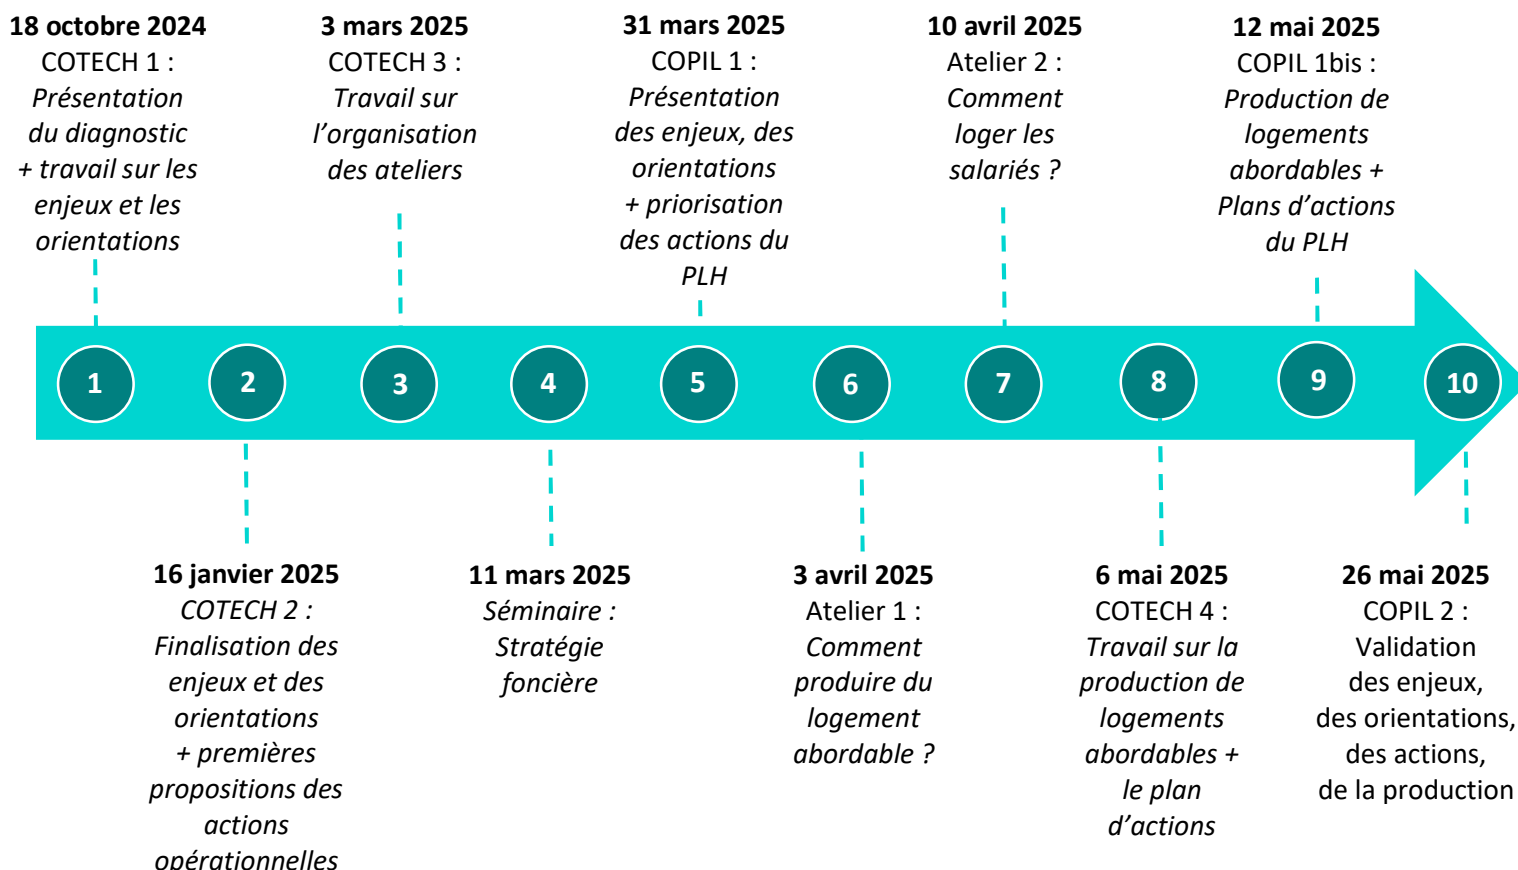 18 octobre 2024
COTECH 1 :
Présentation
du diagnostic
+ travail sur les
enjeux et les
orientations
3 mars 2025
COTECH 3 :
Travail sur
l’organisation
des ateliers
31 mars 2025
COPIL 1 :
Présentation
des enjeux, des
orientations
+ priorisation
des actions du
PLH
10 avril 2025
Atelier 2 :
Comment
loger les
salariés ?
12 mai 2025
COPIL 1bis :
Production de
logements
abordables +
Plans d’actions
du PLH
1
2
3
4
5
6
7
8
9
10
16 janvier 2025
COTECH 2 :
Finalisation des
enjeux et des
orientations
+ premières
propositions des
actions
opérationnelles
11 mars 2025
Séminaire :
Stratégie
foncière
3 avril 2025
Atelier 1 :
Comment
produire du
logement
abordable ?
6 mai 2025
COTECH 4 :
Travail sur la
production de
logements
abordables +
le plan
d’actions
26 mai 2025
COPIL 2 :
Validation
des enjeux,
des orientations,
des actions,
de la production